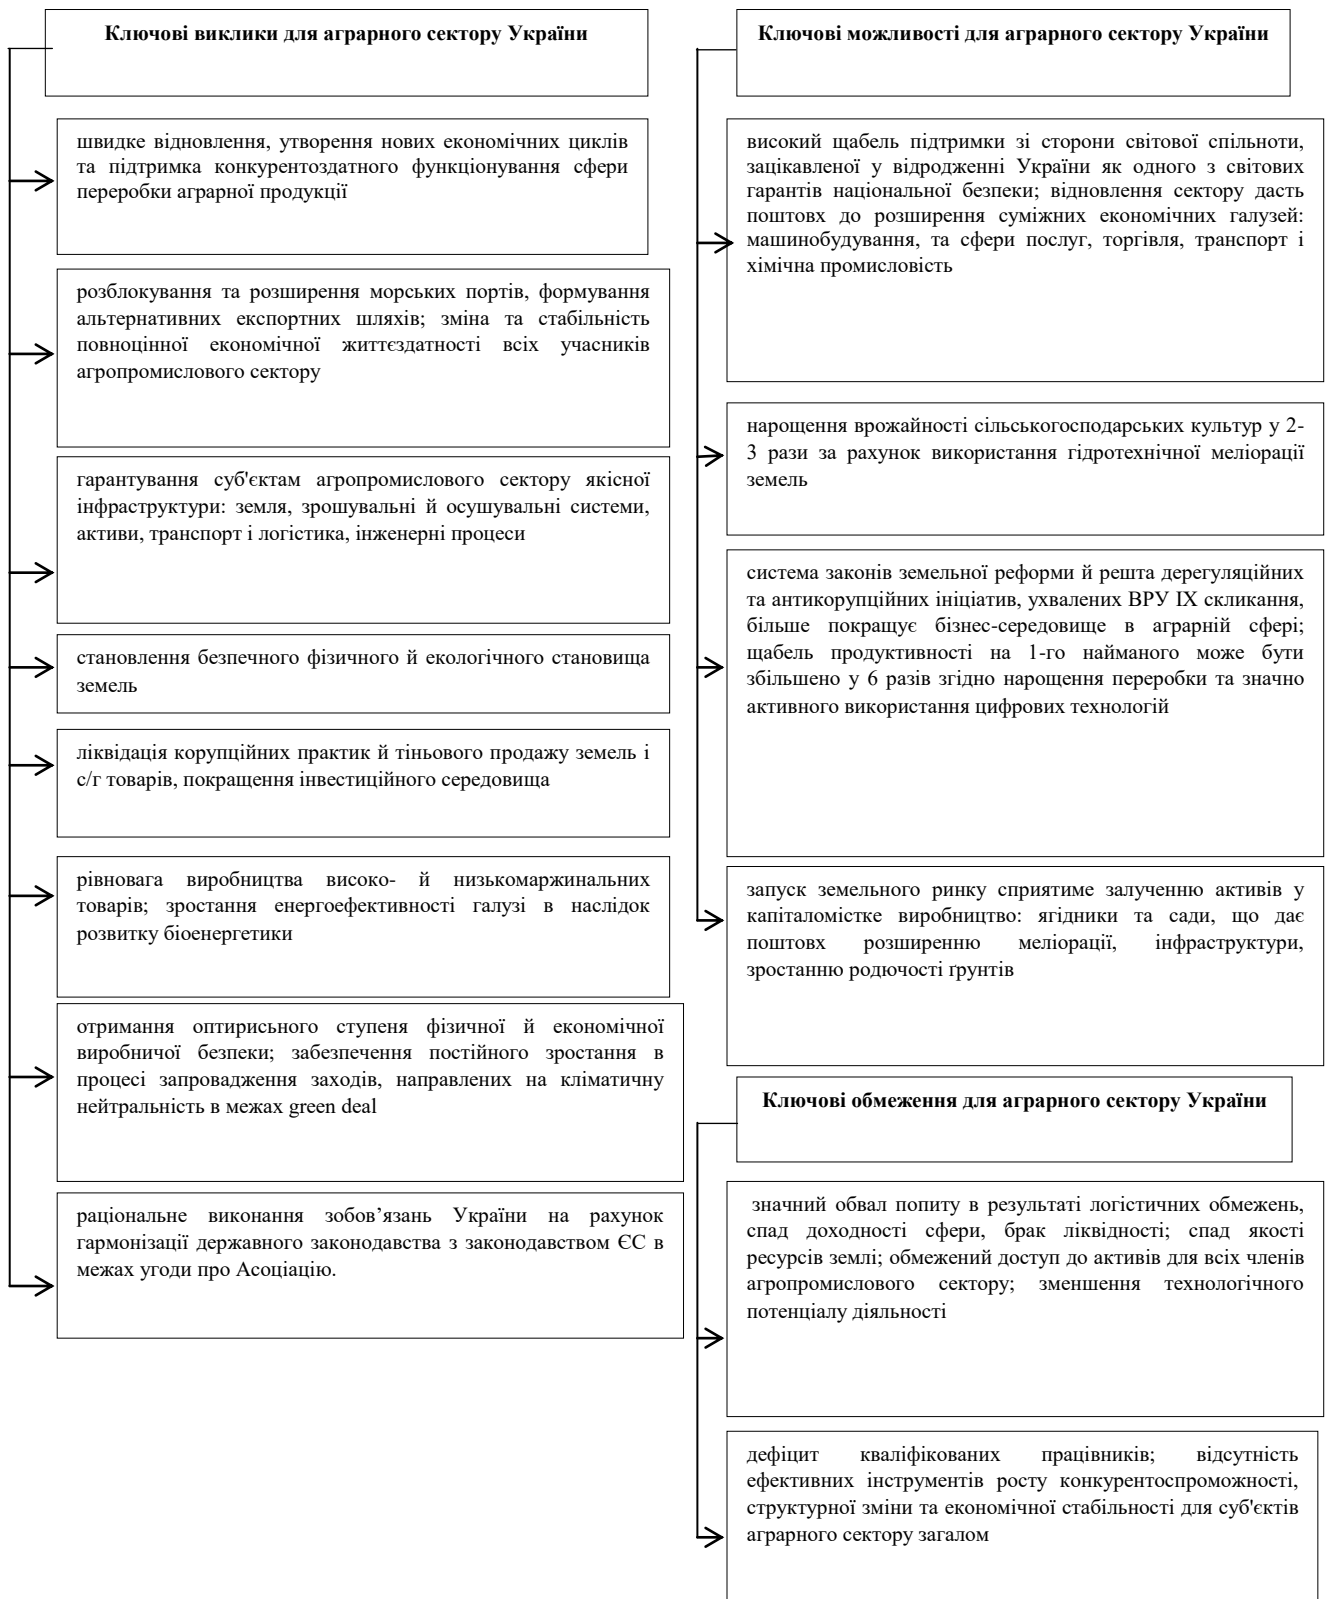 Ключові виклики для аграрного сектору України
швидке відновлення, утворення нових економічних циклів
та підтримка конкурентоздатного функціонування сфери
переробки аграрної продукції
розблокування та розширення морських портів, формування
альтернативних експортних шляхів; зміна та стабільність
повноцінної економічної життєздатності всіх учасників
агропромислового сектору
гарантування суб'єктам агропромислового сектору якісної
інфраструктури: земля, зрошувальні й осушувальні системи,
активи, транспорт і логістика, інженерні процеси
становлення безпечного фізичного й екологічного становища
земель
ліквідація корупційних практик й тіньового продажу земель і
с/г товарів, покращення інвестиційного середовища
рівновага виробництва високо- й низькомаржинальних
товарів; зростання енергоефективності галузі в наслідок
розвитку біоенергетики
отримання оптирисьного ступеня фізичної й економічної
виробничої безпеки; забезпечення постійного зростання в
процесі запровадження заходів, направлених на кліматичну
нейтральність в межах green deal
раціональне виконання зобов’язань України на рахунок
гармонізації державного законодавства з законодавством ЄС в
межах угоди про Асоціацію.
Ключові можливості для аграрного сектору України
високий щабель підтримки зі сторони світової спільноти,
зацікавленої у відродженні України як одного з світових
гарантів національної безпеки; відновлення сектору дасть
поштовх до розширення суміжних економічних галузей:
машинобудування, та сфери послуг, торгівля, транспорт і
хімічна промисловість
нарощення врожайності сільськогосподарських культур у 2-
3 рази за рахунок використання гідротехнічної меліорації
земель
система законів земельної реформи й решта дерегуляційних
та антикорупційних ініціатив, ухвалених ВРУ IX скликання,
більше покращує бізнес-середовище в аграрній сфері;
щабель продуктивності на 1-го найманого може бути
збільшено у 6 разів згідно нарощення переробки та значно
активного використання цифрових технологій
запуск земельного ринку сприятиме залученню активів у
капіталомістке виробництво: ягідники та сади, що дає
поштовх розширенню меліорації, інфраструктури,
зростанню родючості ґрунтів
Ключові обмеження для аграрного сектору України
значний обвал попиту в результаті логістичних обмежень,
спад доходності сфери, брак ліквідності; спад якості
ресурсів землі; обмежений доступ до активів для всіх членів
агропромислового сектору; зменшення технологічного
потенціалу діяльності
дефіцит кваліфікованих працівників; відсутність
ефективних інструментів росту конкурентоспроможності,
структурної зміни та економічної стабільності для суб'єктів
аграрного сектору загалом